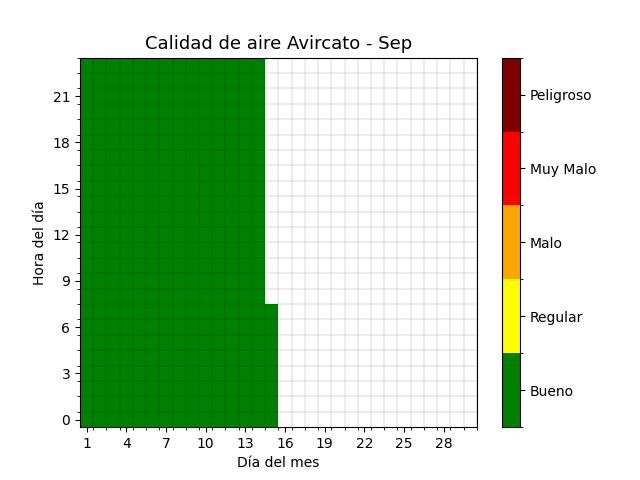 Calidad de aire Avircato - Sep
Hora del día
21
18
15
12
9
6
3
0
1 4 7 10 13 16 19 22 25 28
Día del mes
Peligroso
Muy Malo
Malo
Regular
Bueno